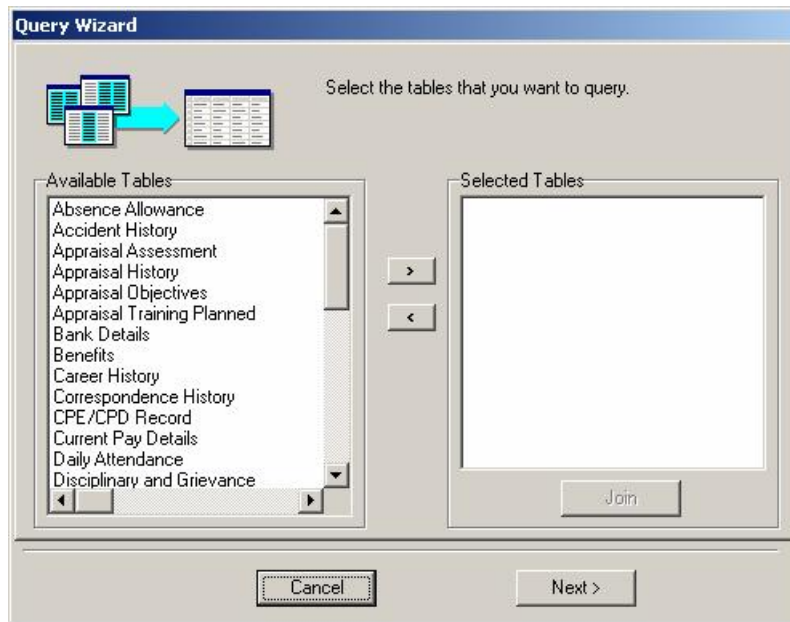 Query Wizard
Select the tables that you want to query.
Available Tables
Absence Allowance
Accident History
Appraisal Assessment
Appraisal History
Appraisal Objectives
Appraisal Training Planned
Bank Details
Benefits
Career History
Correspondence History
CPE/CPD Record
Current Pay Details
Daily Attendance
Disciplinary and Grievance
>
<
Selected Tables
Join
Cancel
Next >